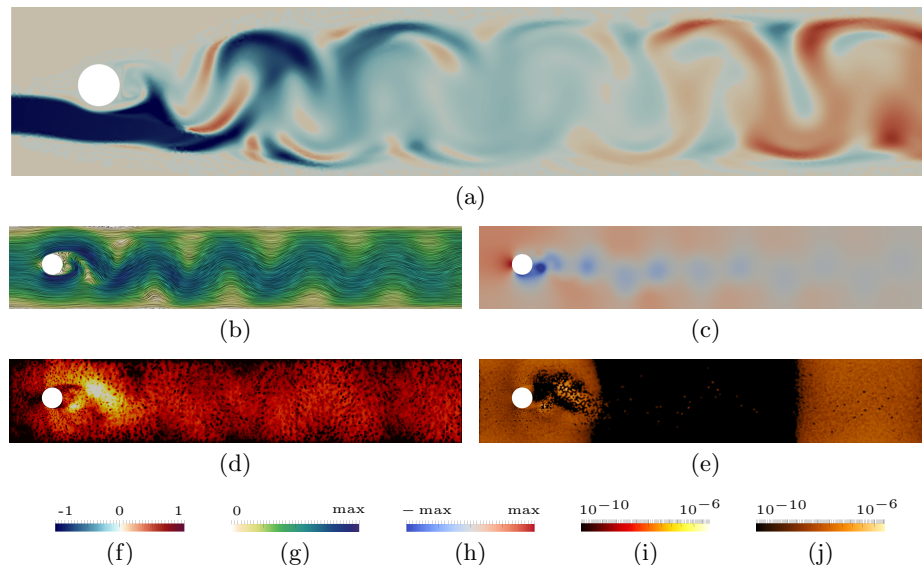 (a)
(b) (c)
(d) (e)
-1 0 1 0 max − max max 10⁻¹⁰ 10⁻⁶ 10⁻¹⁰ 10⁻⁶
(f) (g) (h) (i) (j)